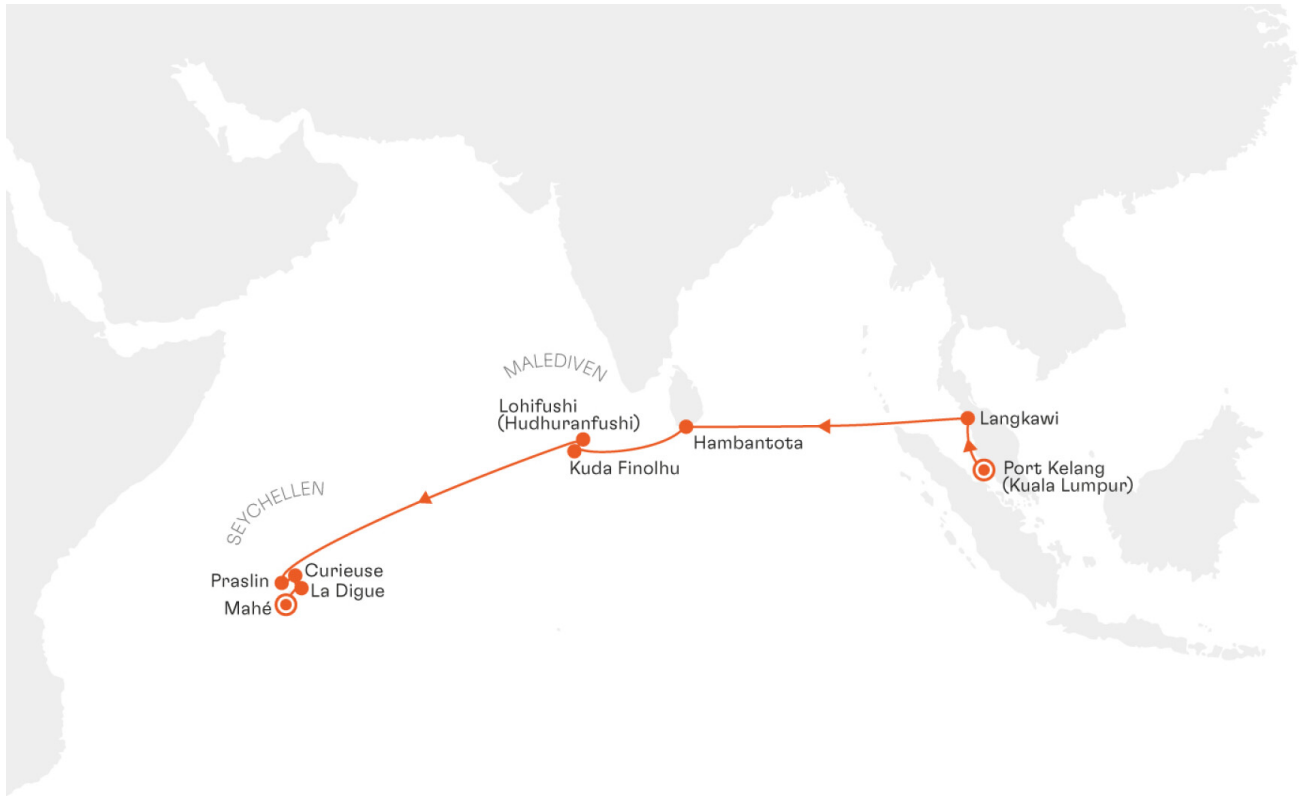 MALEDIVEN
Lohifushi
(Hudhuranfushi)
Kuda Finolhu
Hambantota
Langkawi
Port Kelang
(Kuala Lumpur)
SEYCHELLEN
Praslin
Curieuse
La Digue
Mahé